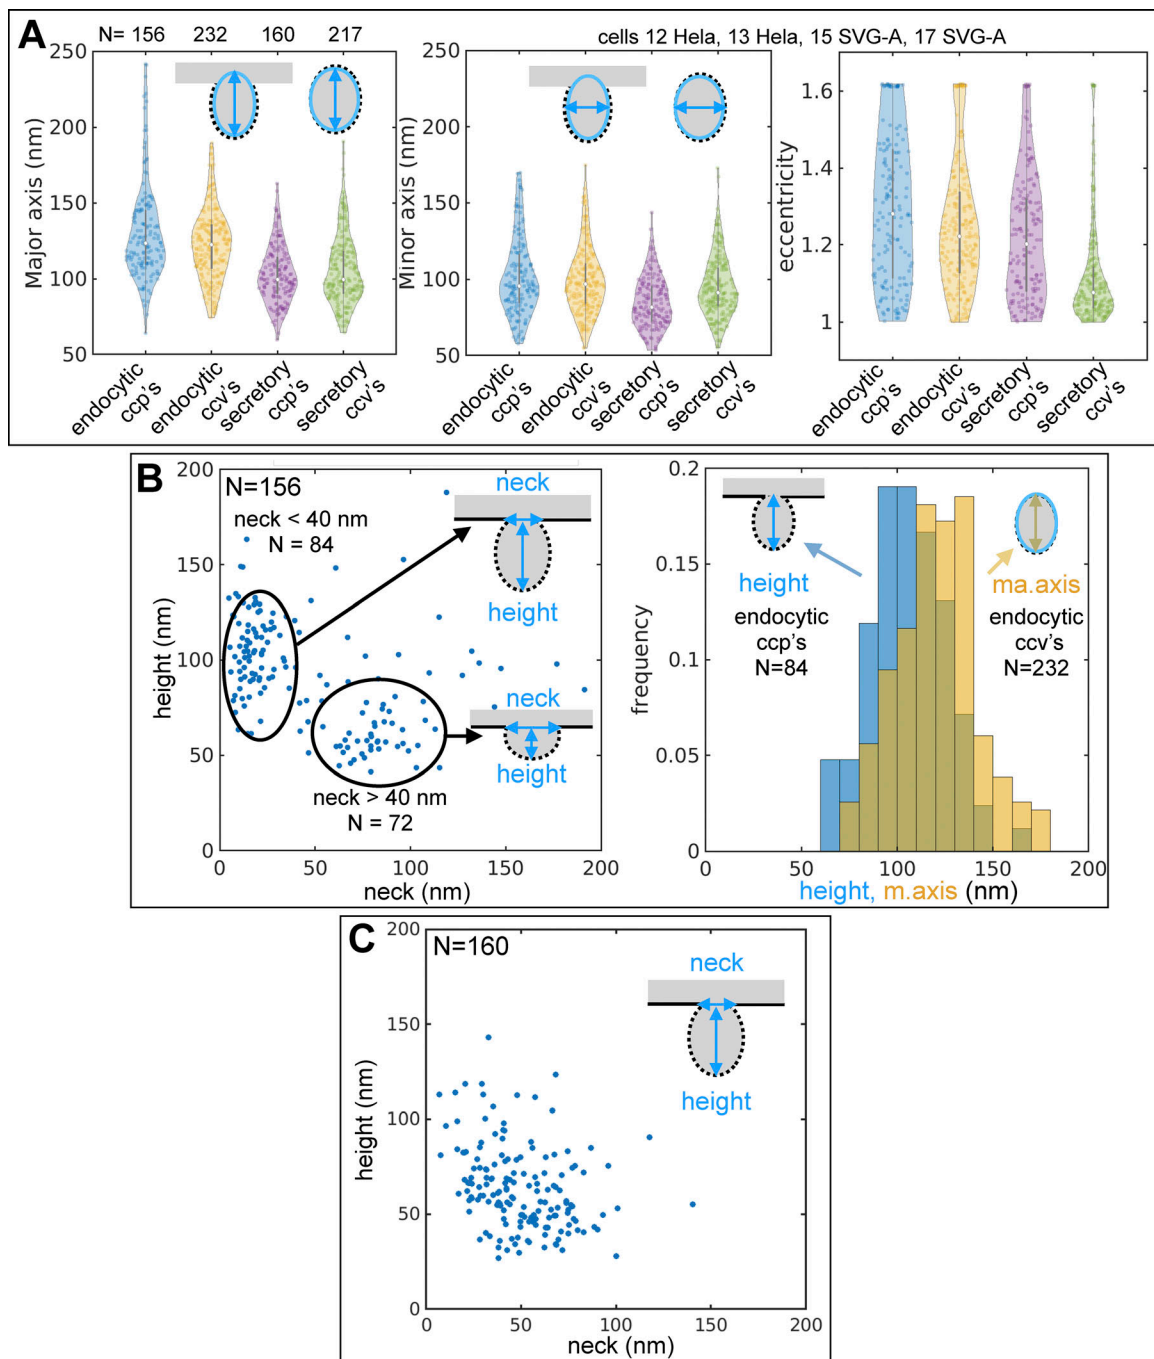 A
N= 156 232 160 217
cells 12 Hela, 13 Hela, 15 SVG-A, 17 SVG-A
Major axis (nm)
250
200
150
100
50
endocytic ccp's
endocytic ccv's
secretory ccp's
secretory ccv's
Minor axis (nm)
250
200
150
100
50
endocytic ccp's
endocytic ccv's
secretory ccp's
secretory ccv's
eccentricity
1.6
1.4
1.2
1
endocytic ccp's
endocytic ccv's
secretory ccp's
secretory ccv's
B
N=156
neck < 40 nm
N = 84
neck
height
neck
height
neck > 40 nm
N = 72
height (nm)
200
150
100
50
0
0 50 100 150 200
neck (nm)
frequency
0.2
0.15
0.1
0.05
0
height
endocytic
ccp's
N=84
ma.axis
endocytic
ccv's
N=232
0 50 100 150 200
height, m.axis (nm)
C
N=160
neck
height
height (nm)
200
150
100
50
0
0 50 100 150 200
neck (nm)